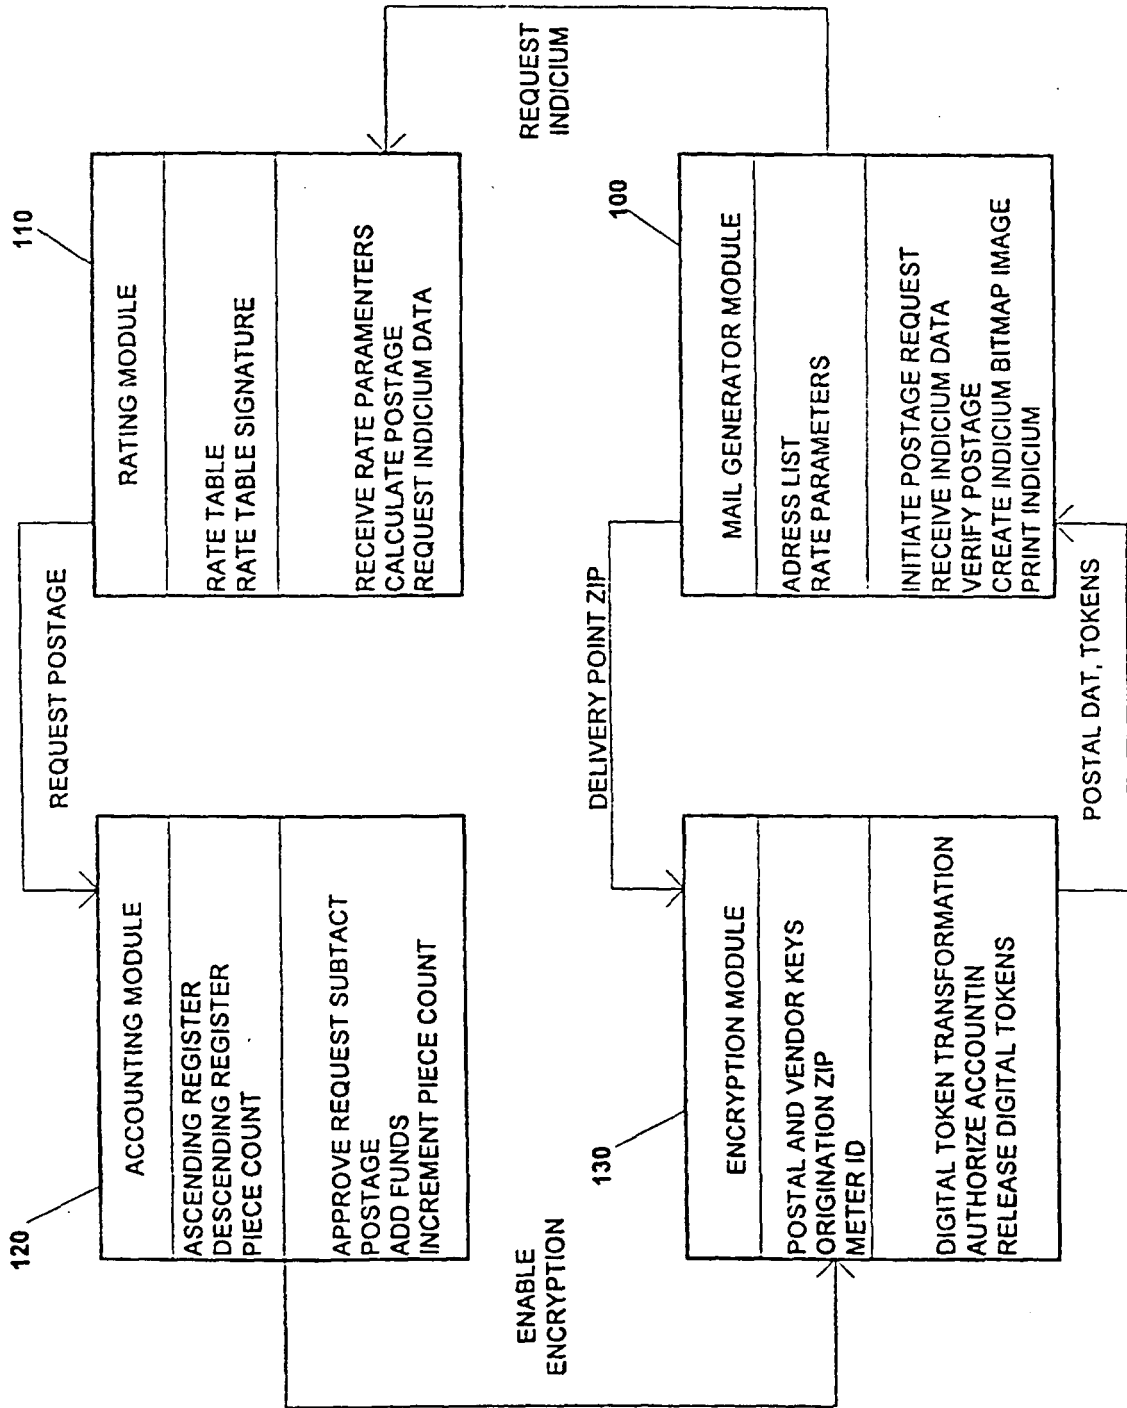 120
ACCOUNTING MODULE
ASCENDING REGISTER
DESCENDING REGISTER
PIECE COUNT
APPROVE REQUEST SUBTACT
POSTAGE
ADD FUNDS
INCREMENT PIECE COUNT
REQUEST POSTAGE
110
RATING MODULE
RATE TABLE
RATE TABLE SIGNATURE
RECEIVE RATE PARAMENTERS
CALCULATE POSTAGE
REQUEST INDICIUM DATA
ENABLE
ENCRYPTION
REQUEST
INDICIUM
130
ENCRYPTION MODULE
POSTAL AND VENDOR KEYS
ORIGINATION ZIP
METER ID
DIGITAL TOKEN TRANSFORMATION
AUTHORIZE ACCOUNTIN
RELEASE DIGITAL TOKENS
DELIVERY POINT ZIP
100
MAIL GENERATOR MODULE
ADRESS LIST
RATE PARAMETERS
INITIATE POSTAGE REQUEST
RECEIVE INDICIUM DATA
VERIFY POSTAGE
CREATE INDICIUM BITMAP IMAGE
PRINT INDICIUM
POSTAL DAT, TOKENS